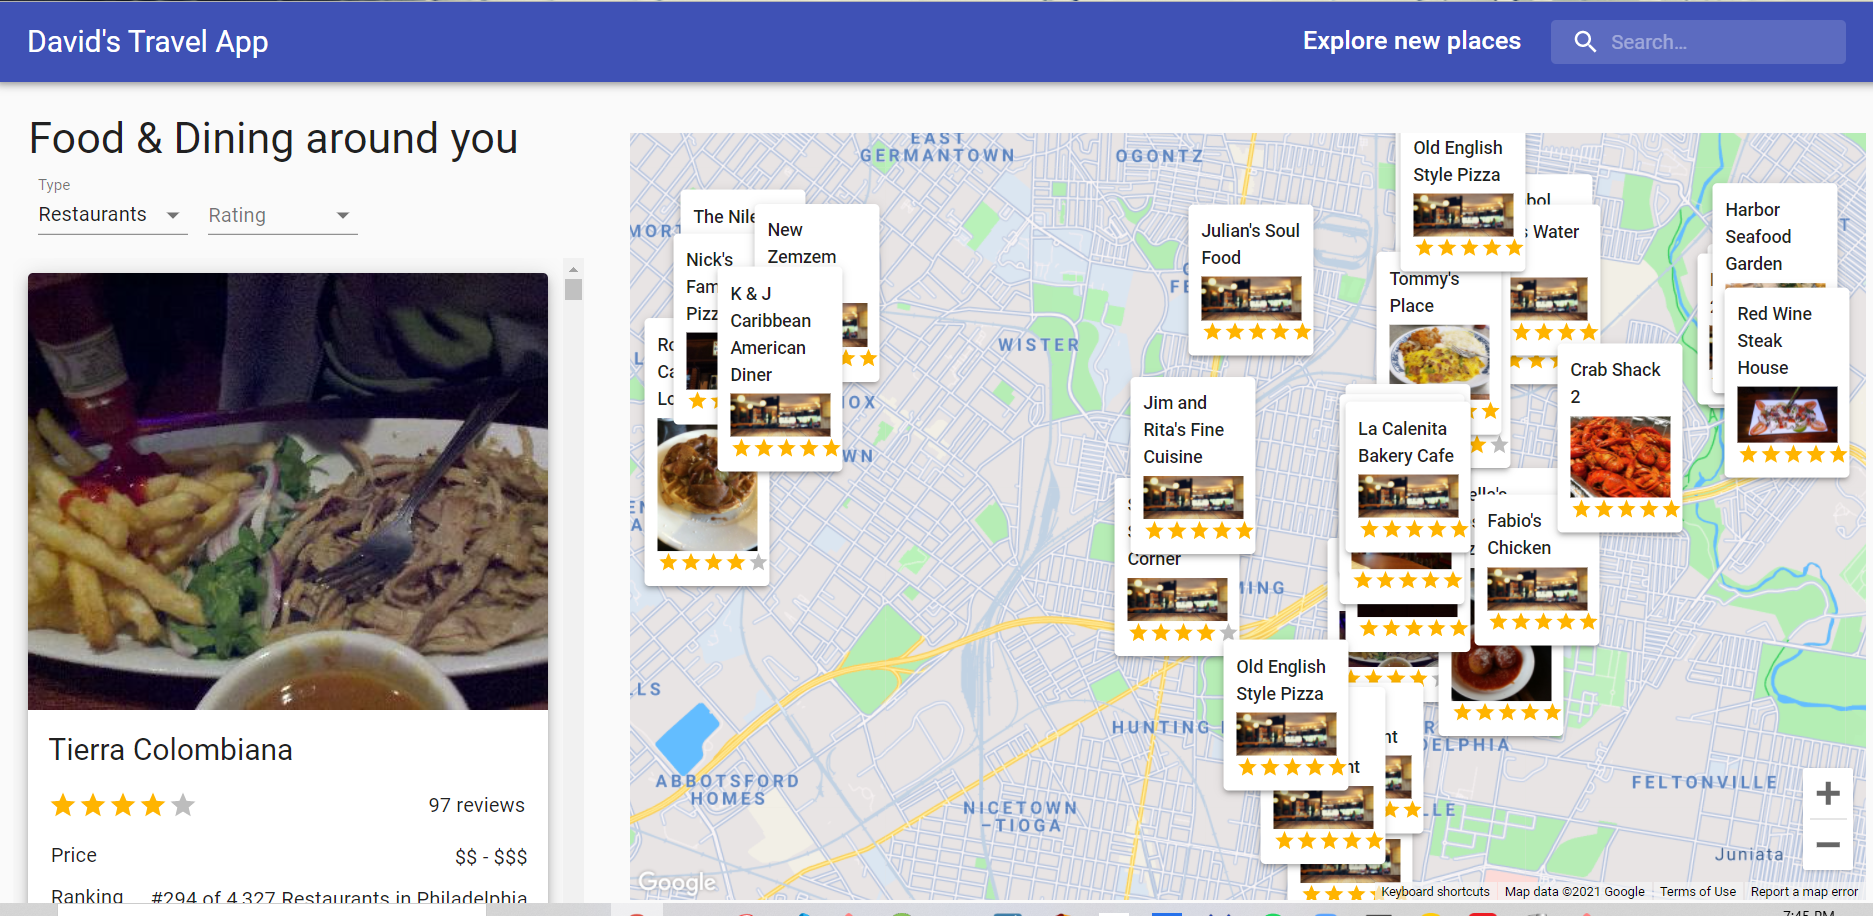 David's Travel App
Explore new places
Search...
Food & Dining around you
Type
Restaurants
Rating
Tierra Colombiana
97 reviews
Price
$$ - $$$
Ranking
#294 of 4,327 Restaurants in Philadelphia
EAST
GERMANTOWN
OGONTZ
The Nile
New
Zemzem
Nick's
K & J
Caribbean
American
Diner
WISTER
Julian's Soul
Food
Old English
Style Pizza
Water
Tommy's
Place
Harbor
Seafood
Garden
Red Wine
Steak
House
Crab Shack
2
Jim and
Rita's Fine
Cuisine
Corner
La Calenita
Bakery Cafe
Fabio's
Chicken
Old English
Style Pizza
ABBOTSFORD
HOMES
NICETOWN
–TIOGA
HUNTING
FELTONVILLE
Juniata
Google
Keyboard shortcuts
Map data ©2021 Google
Terms of Use
Report a map error